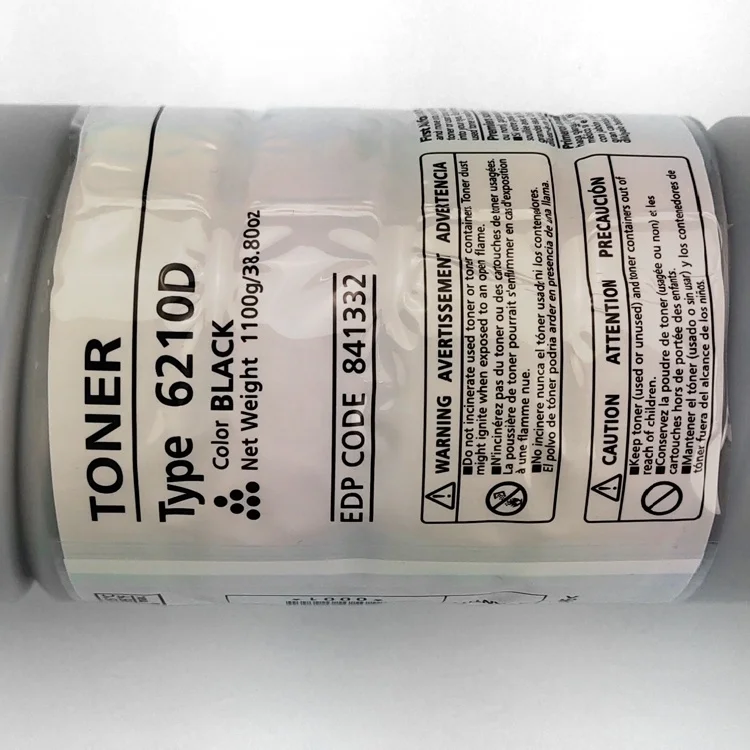 TONER
Type 6210D
Color BLACK
Net Weight 1100g/38.80oz
EDP CODE 841332
WARNING AVERTISSEMENT ADVERTENCIA
■Do not incinerate used toner or toner containers. Toner dust
might ignite when exposed to an open flame.
■N'incinérez pas du toner ou des cartouches de toner usagées.
La poussière de toner pourrait s'enflammer en cas d'exposition
à une flamme nue.
■No incinere nunca el tóner usado ni los contenedores.
El polvo de tóner podría arder en presencia de una llama.
CAUTION ATTENTION PRECAUCIÓN
■Keep toner (used or unused) and toner containers out of
reach of children.
■Conservez la poudre de toner (usagée ou non) et les
cartouches hors de portée des enfants.
■Mantener el tóner (usado o sin usar) y los contenedores de
tóner fuera del alcance de los niños.